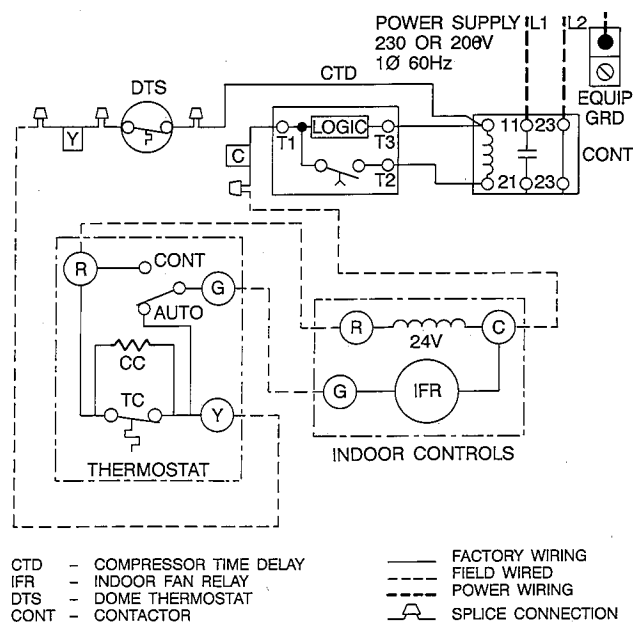 POWER SUPPLY L1 L2
230 OR 208V
1Ø 60Hz
EQUIP
GRD
CTD
DTS
Y
C
T1
LOGIC
T3
T2
11
23
CONT
21
23
R
CONT
G
AUTO
CC
TC
Y
THERMOSTAT
R
24V
C
G
IFR
INDOOR CONTROLS
CTD - COMPRESSOR TIME DELAY
IFR - INDOOR FAN RELAY
DTS - DOME THERMOSTAT
CONT - CONTACTOR
FACTORY WIRING
FIELD WIRED
POWER WIRING
SPLICE CONNECTION